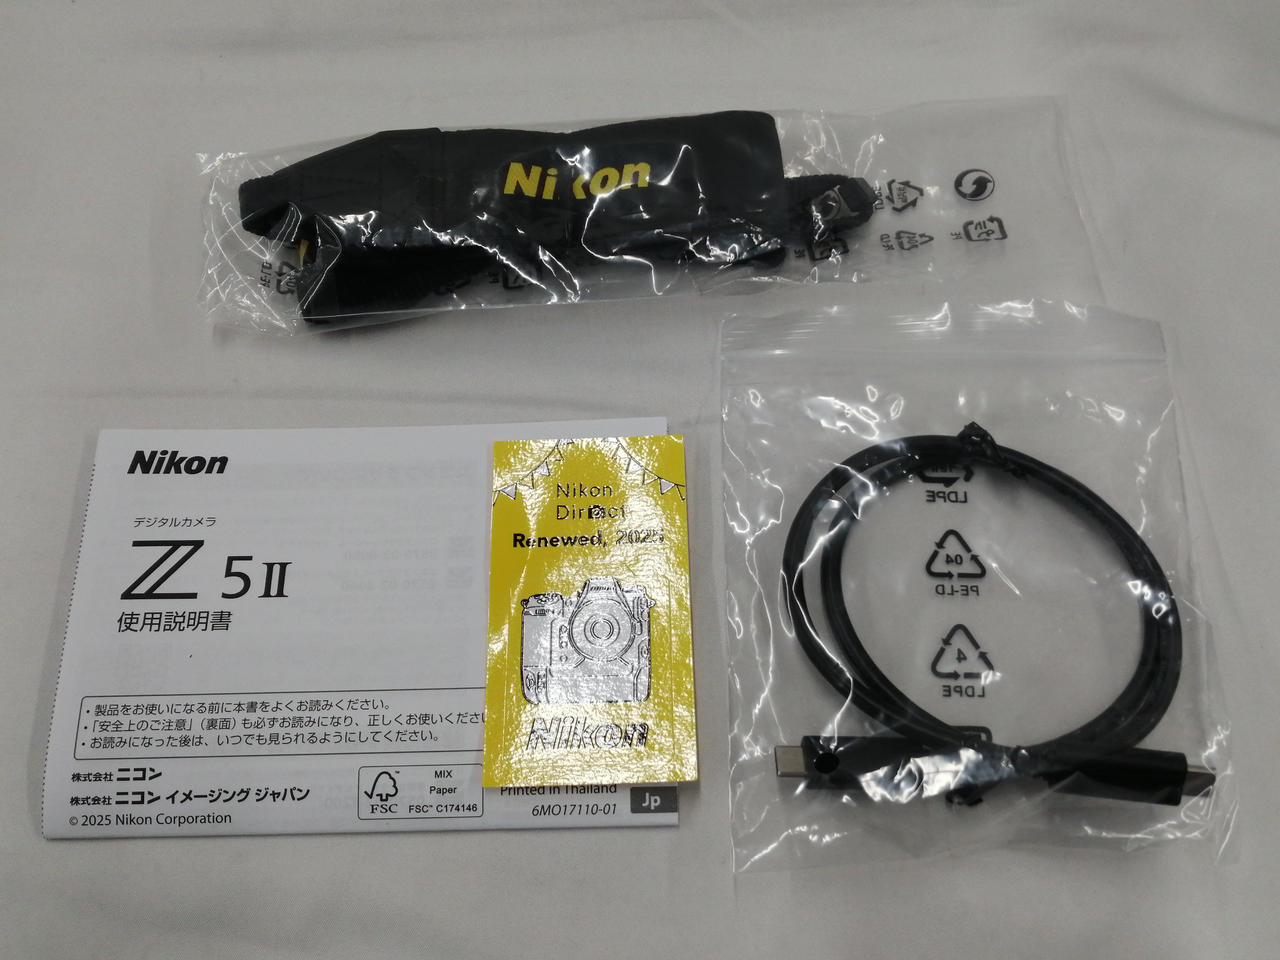 Nikon
Nikon
デジタルカメラ
Z 5II
使用説明書
・製品をお使いになる前に本書をよくお読みください。
・「安全上のご注意」（裏面）も必ずお読みになり、正しくお使いくださ
・お読みになった後は、いつでも見られるようにしてください。
株式会社 ニコン
株式会社 ニコン イメージング ジャパン
© 2025 Nikon Corporation
FSC™
MIX
Paper
FSC™ C174146
Printed in Thailand
6MO17110-01
Jp
Nikon
Direct
Renewed, 2025
Nikon
LDPE
04
PE-LD
4
LDPE